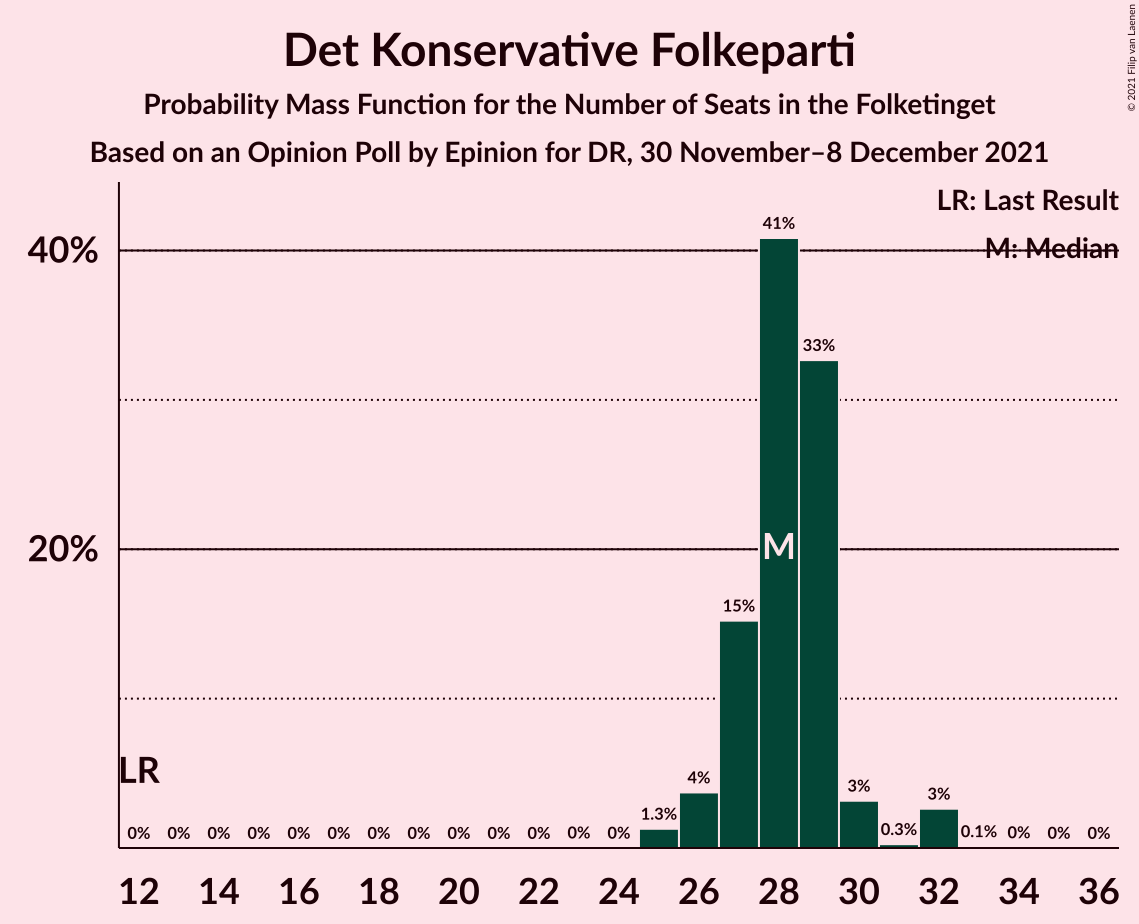 Det Konservative Folkeparti
Probability Mass Function for the Number of Seats in the Folketinget
Based on an Opinion Poll by Epinion for DR, 30 November–8 December 2021
© 2021 Filip van Laenen
LR: Last Result
M: Median
40%
20%
41%
33%
15%
M
LR
0% 0% 0% 0% 0% 0% 0% 0% 0% 0% 0% 0% 0% 1.3% 4% 3% 0.3% 3% 0.1% 0% 0% 0%
12 14 16 18 20 22 24 26 28 30 32 34 36